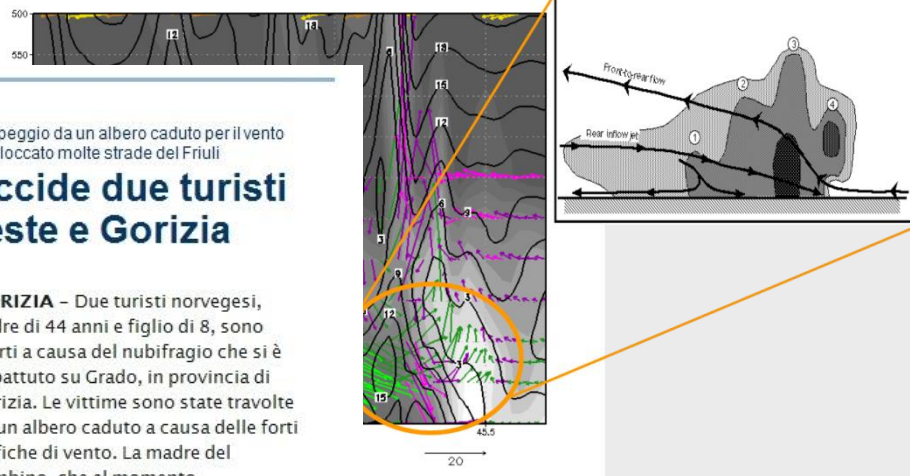 500
550
12
18
6
18
15
12
6
9
3
9
3
12
3
15
45.5
20
peggio da un albero caduto per il vento
loccato molte strade del Friuli
ccide due turisti
este e Gorizia
RIZIA – Due turisti norvegesi,
dre di 44 anni e figlio di 8, sono
rti a causa del nubifragio che si è
battuto su Grado, in provincia di
rizia. Le vittime sono state travolte
un albero caduto a causa delle forti
fiche di vento. La madre del
Front-to-rear flow
Rear inflow jet
1
2
3
4